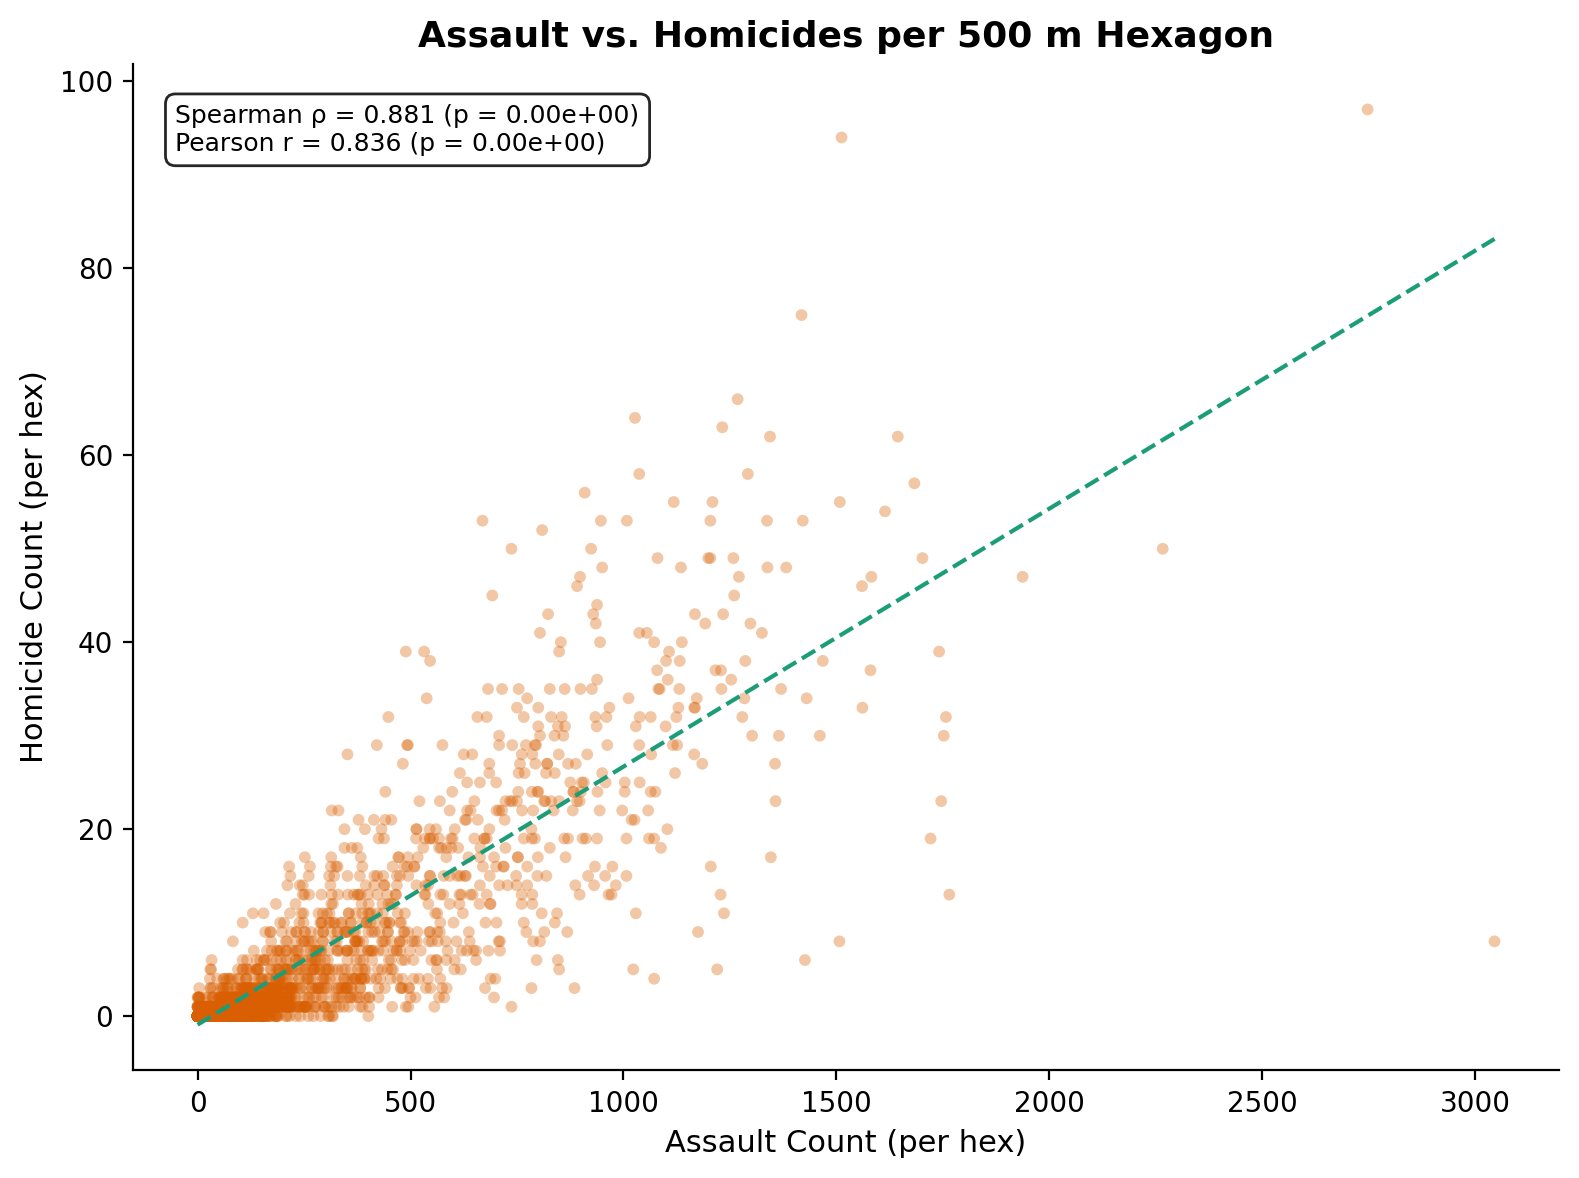 Assault vs. Homicides per 500 m Hexagon
Spearman ρ = 0.881 (p = 0.00e+00)
Pearson r = 0.836 (p = 0.00e+00)
100
80
60
40
20
0
Homicide Count (per hex)
0 500 1000 1500 2000 2500 3000
Assault Count (per hex)